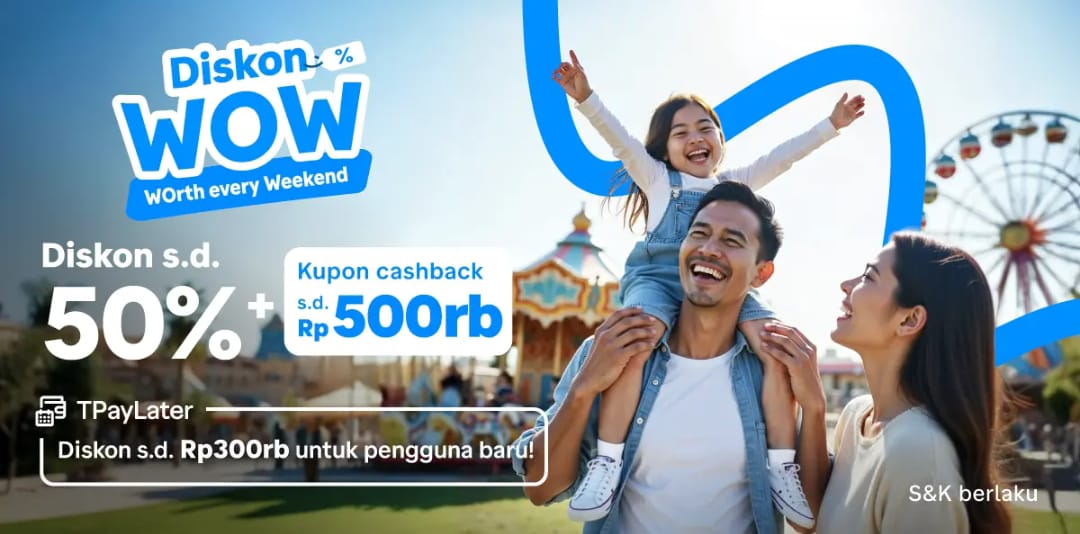 Diskon %
WOW
WOrth every Weekend
Diskon s.d.
50% +
Kupon cashback
s.d.
Rp 500rb
TPayLater
Diskon s.d. Rp300rb untuk pengguna baru!
S&K berlaku